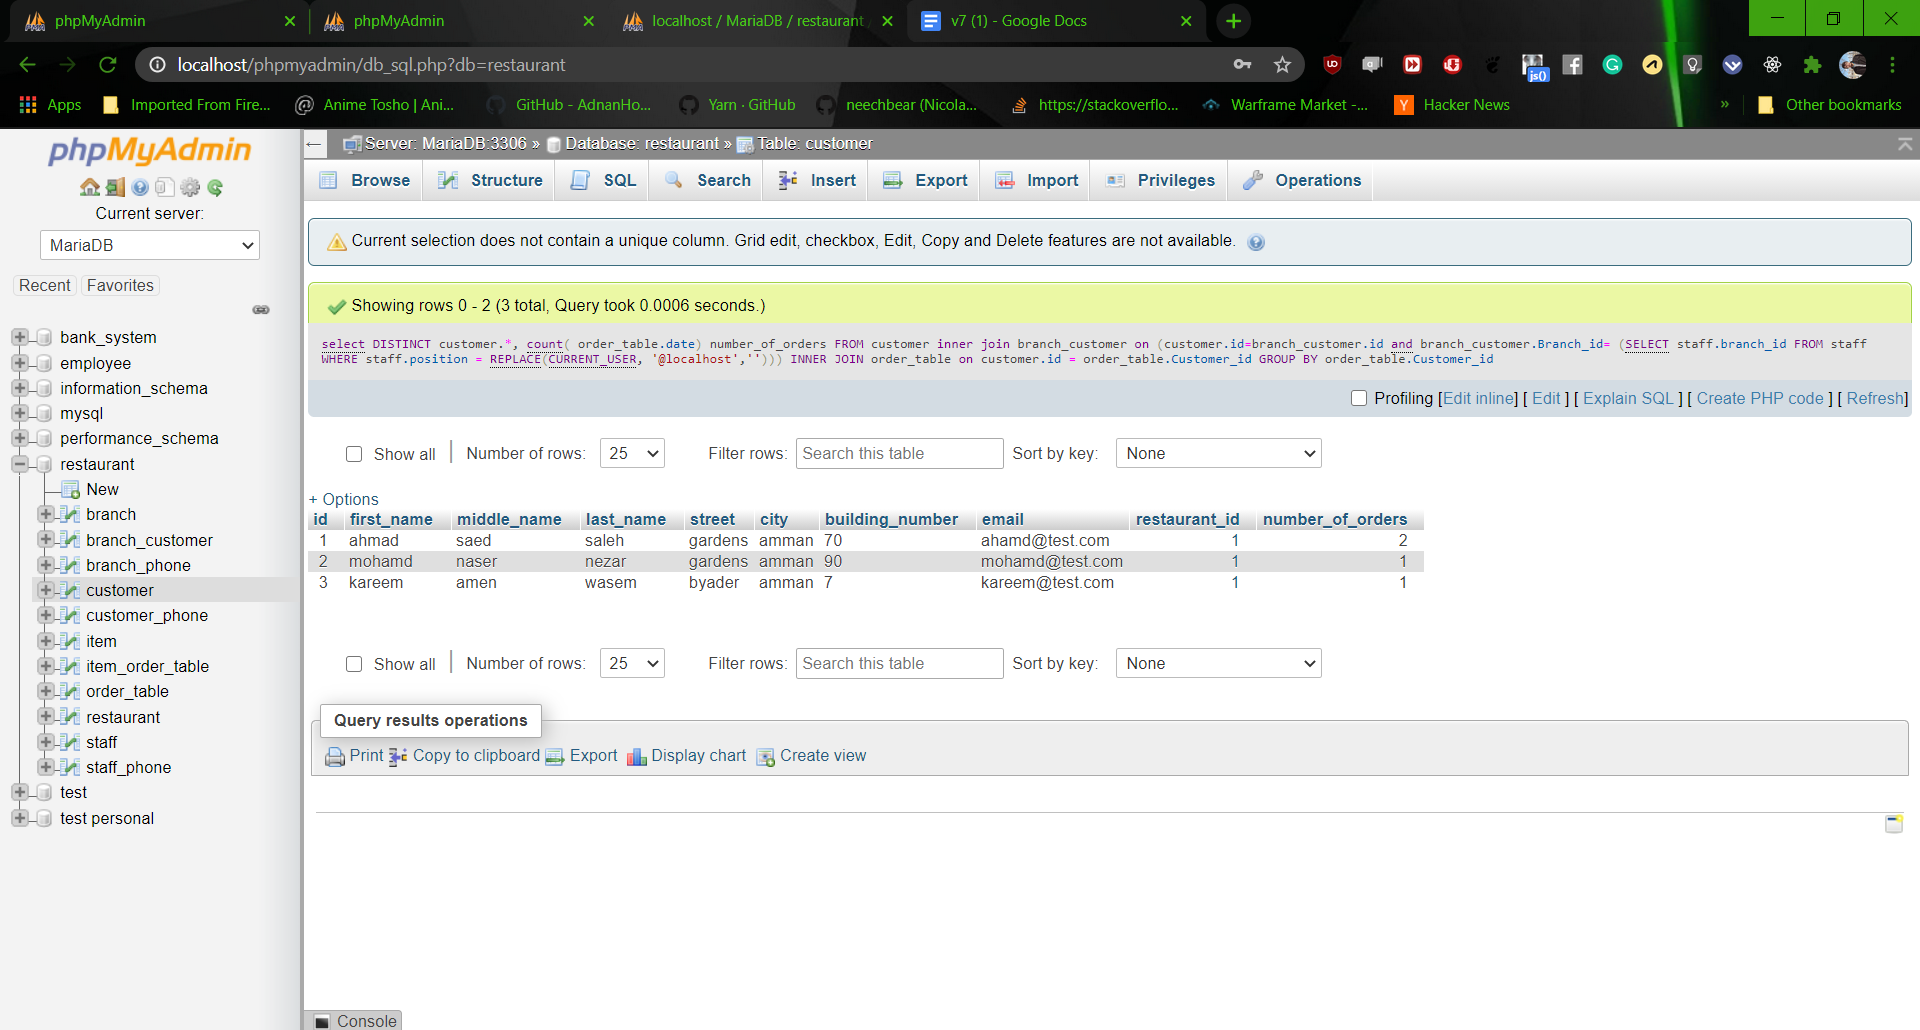 phpMyAdmin
phpMyAdmin
localhost / MariaDB / restaurant
v7 (1) - Google Docs
localhost/phpmyadmin/db_sql.php?db=restaurant
js()
Apps
Imported From Fire...
Anime Tosho | Ani...
GitHub - AdnanHo...
Yarn · GitHub
neechbear (Nicola...
https://stackoverflo...
Warframe Market -...
Hacker News
»
Other bookmarks
phpMyAdmin
Current server:
MariaDB
Recent
Favorites
bank_system
employee
information_schema
mysql
performance_schema
restaurant
New
branch
branch_customer
branch_phone
customer
customer_phone
item
item_order_table
order_table
restaurant
staff
staff_phone
test
test personal
Server: MariaDB:3306 » Database: restaurant » Table: customer
Browse Structure SQL Search Insert Export Import Privileges Operations
Current selection does not contain a unique column. Grid edit, checkbox, Edit, Copy and Delete features are not available.
Showing rows 0 - 2 (3 total, Query took 0.0006 seconds.)
select DISTINCT customer.*, count( order_table.date) number_of_orders FROM customer inner join branch_customer on (customer.id=branch_customer.id and branch_customer.Branch_id= (SELECT staff.branch_id FROM staff
WHERE staff.position = REPLACE(CURRENT_USER, '@localhost',''))) INNER JOIN order_table on customer.id = order_table.Customer_id GROUP BY order_table.Customer_id
Profiling [Edit inline] [ Edit ] [ Explain SQL ] [ Create PHP code ] [ Refresh]
Show all | Number of rows: 25 Filter rows: Search this table Sort by key: None
+ Options
id first_name middle_name last_name street city building_number email restaurant_id number_of_orders
1 ahmad saed saleh gardens amman 70 ahamd@test.com 1 2
2 mohamd naser nezar gardens amman 90 mohamd@test.com 1 1
3 kareem amen wasem byader amman 7 kareem@test.com 1 1
Show all | Number of rows: 25 Filter rows: Search this table Sort by key: None
Query results operations
Print Copy to clipboard Export Display chart Create view
Console